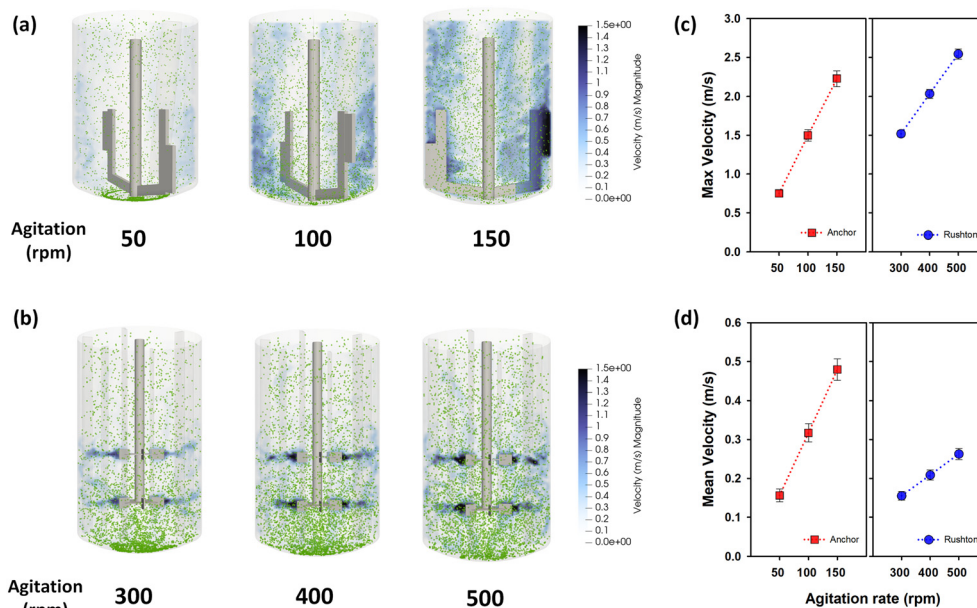 (a)
1.5e+00
1.4
1.3
1.2
1.1
1
0.9
0.8
0.7
0.6
0.5
0.4
0.3
0.2
0.1
0.0e+00
Velocity (m/s) Magnitude
Agitation
(rpm)
50
100
150
(b)
1.5e+00
1.4
1.3
1.2
1.1
1
0.9
0.8
0.7
0.6
0.5
0.4
0.3
0.2
0.1
0.0e+00
Velocity (m/s) Magnitude
Agitation
(rpm)
300
400
500
(c)
Max Velocity (m/s)
3.0
2.5
2.0
1.5
1.0
0.5
0.0
Anchor
Rushton
50
100
150
300
400
500
(d)
Mean Velocity (m/s)
0.6
0.5
0.4
0.3
0.2
0.1
0.0
Anchor
Rushton
50
100
150
300
400
500
Agitation rate (rpm)